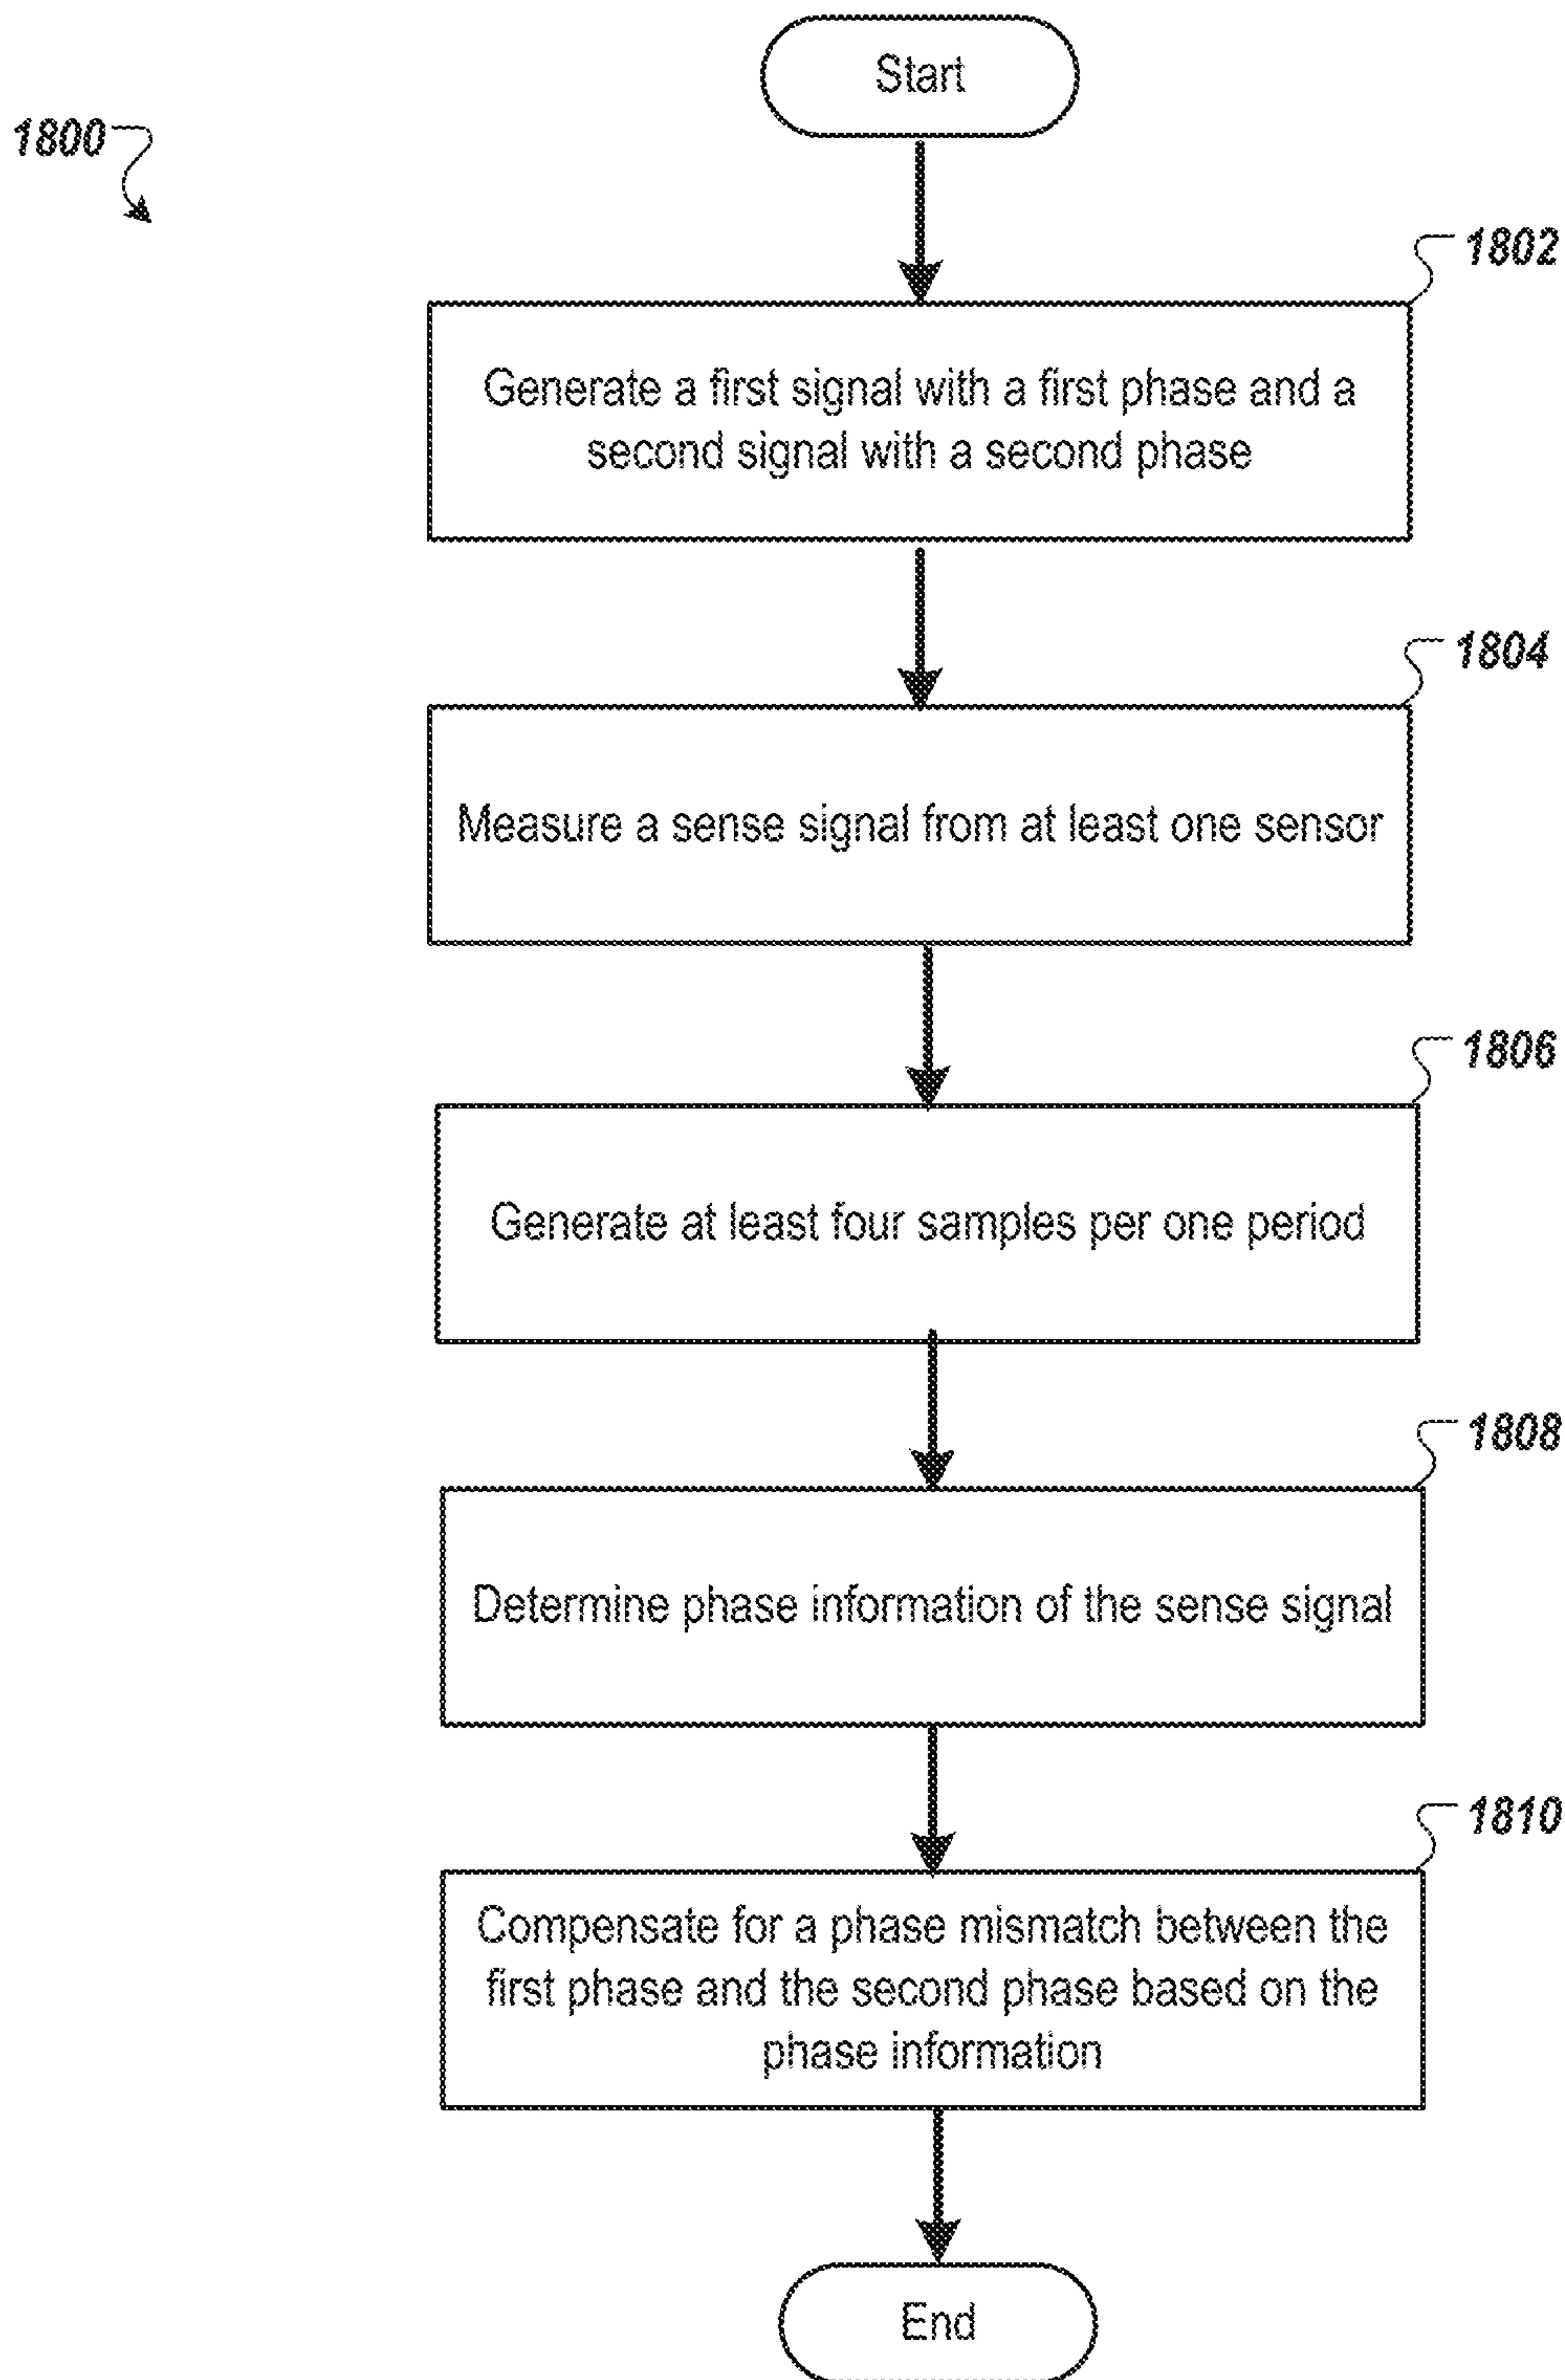 Start
1800
1802
Generate a first signal with a first phase and a
second signal with a second phase
1804
Measure a sense signal from at least one sensor
1806
Generate at least four samples per one period
1808
Determine phase information of the sense signal
1810
Compensate for a phase mismatch between the
first phase and the second phase based on the
phase information
End